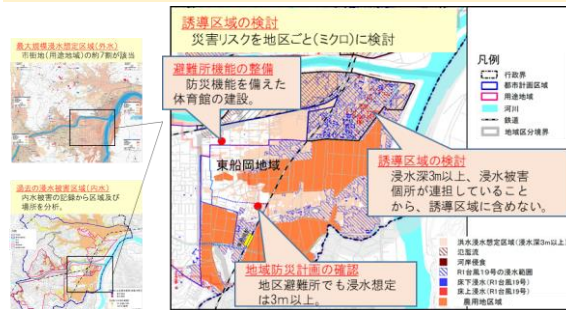 最大規模浸水想定区域(外水)
市街地(用途地域)の約7割が該当
過去の浸水被害区域(内水)
内水被害の記録から区域及び
場所を分析。
誘導区域の検討
災害リスクを地区ごと(ミクロ)に検討
避難所機能の整備
防災機能を備えた
体育館の建設。
東船岡地域
誘導区域の検討
浸水深3m以上、浸水被害
個所が連担していること
から、誘導区域に含めない。
地域防災計画の確認
地区避難所でも浸水想定
は3m以上。
凡例
行政界
都市計画区域
用途地域
河川
鉄道
地域区分境界
洪水浸水想定区域(浸水深3m以上)
氾濫流
河岸侵食
R1台風19号の浸水範囲
床下浸水(R1台風19号)
床上浸水(R1台風19号)
農用地区域